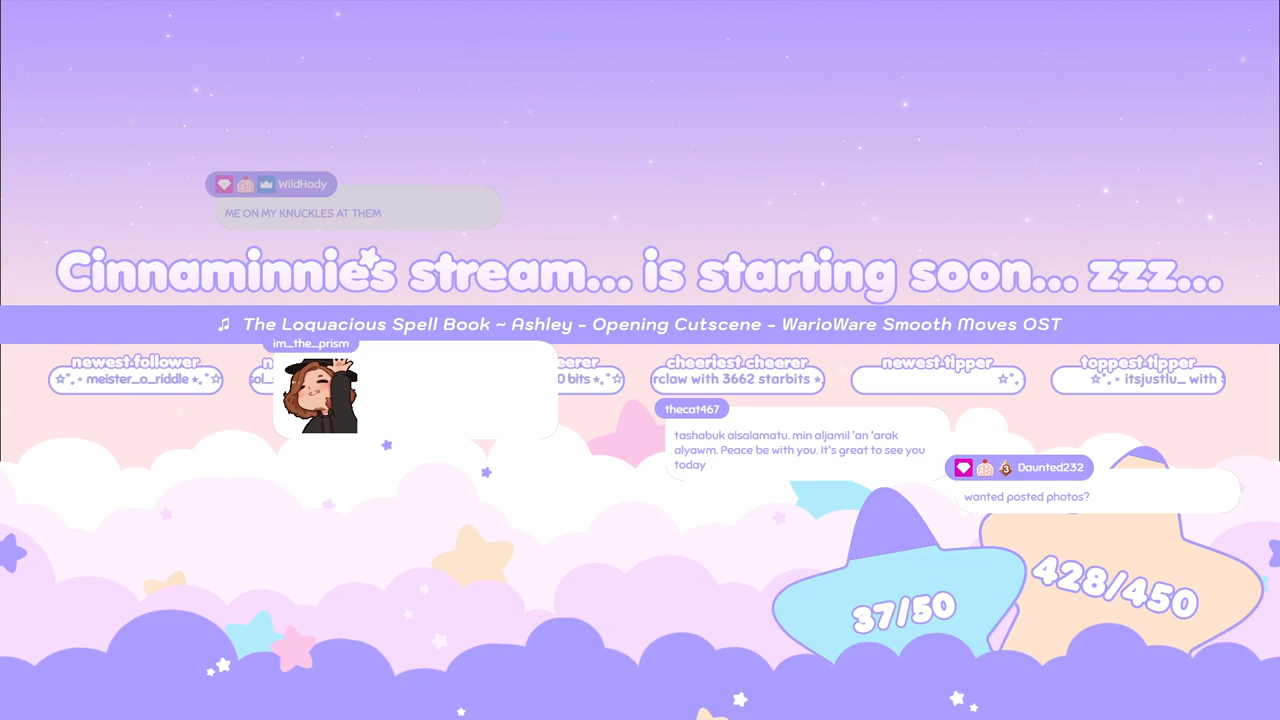 WildHady
ME ON MY KNUCKLES AT THEM
Cinnaminnie's stream... is starting soon... zzz...
♫ The Loquacious Spell Book ~ Ashley - Opening Cutscene - WarioWare Smooth Moves OST
im_the_prism
newest follower
cheeriest cheerer
newest tipper
toppest tipper
☆˚。⋆ meister_o_riddle ⋆。˚☆
0 bits ⋆。˚☆
rclaw with 3662 starbits ⋆
☆˚。
☆˚。⋆ itsjustlu_ with
thecat467
tashabuk alsalamatu. min aljamil 'an 'arak
alyawm. Peace be with you. It's great to see you
today
3 Daunted232
wanted posted photos?
37/50
428/450